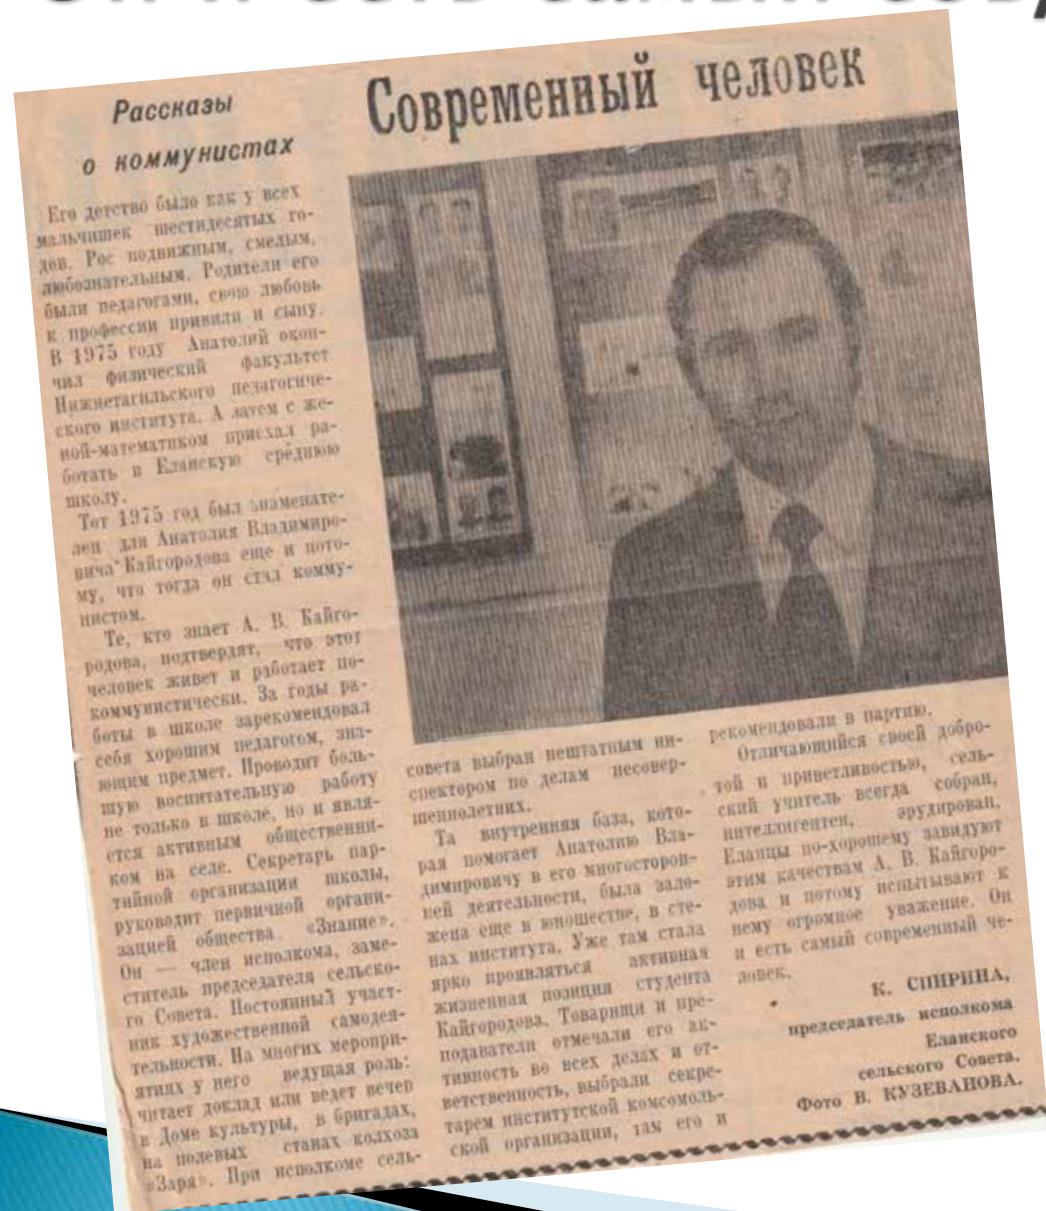 Рассказы
о коммунистах
Современный человек
Его детство было как у всех
мальчишек шестидесятых го-
дов. Рос подвижным, смелым,
любознательным. Родители его
были педагогами, свою любовь
к профессии привили и сыну.
В 1975 году Анатолий окон-
чил физический факультет
Нижнетагильского педагогиче-
ского института. А затем с же-
ной-математиком приехал ра-
ботать в Еланскую среднюю
школу.
Тот 1975 год был знаменате-
лен для Анатолия Владимиро-
вича Кайгородова еще и пото-
му, что тогда он стал комму-
нистом.
Те, кто знает А. В. Кайго-
родова, подтвердят, что этот
человек живет и работает по-
коммунистически. За годы ра-
боты в школе зарекомендовал
себя хорошим педагогом, зна-
ющим предмет. Проводит боль-
шую воспитательную работу
не только в школе, но и явля-
ется активным общественни-
ком на селе. Секретарь пар-
тийной организации школы,
руководит первичной органи-
зацией общества «Знание».
Он — член исполкома, заме-
ститель председателя сельско-
го Совета. Постоянный участ-
ник художественной самодея-
тельности. На многих меропри-
ятиях у него ведущая роль:
читает доклад или ведет вечер
в Доме культуры, в бригадах,
на полевых станах колхоза
«Заря». При исполкоме сель-
совета выбран нештатным ин-
спектором по делам несовер-
шеннолетних.
Та внутренняя база, кото-
рая помогает Анатолию Вла-
димировичу в его многосторон-
ней деятельности, была зало-
жена еще в юношестве, в сте-
нах института. Уже там стала
ярко проявляться активная
жизненная позиция студента
Кайгородова. Товарищи и пре-
подаватели отмечали его ак-
тивность во всех делах и от-
ветственность, выбрали секре-
тарем институтской комсомоль-
ской организации, там его и
рекомендовали в партию.
Отличающийся своей добро-
той и приветливостью, сель-
ский учитель всегда собран,
интеллигентен, эрудирован.
Еланцы по-хорошему завидуют
этим качествам А. В. Кайгоро-
дова и потому испытывают к
нему огромное уважение. Он
и есть самый современный че-
ловек.
К. СПИРИНА,
председатель исполкома
Еланского
сельского Совета.
Фото В. КУЗЕВАНОВА.